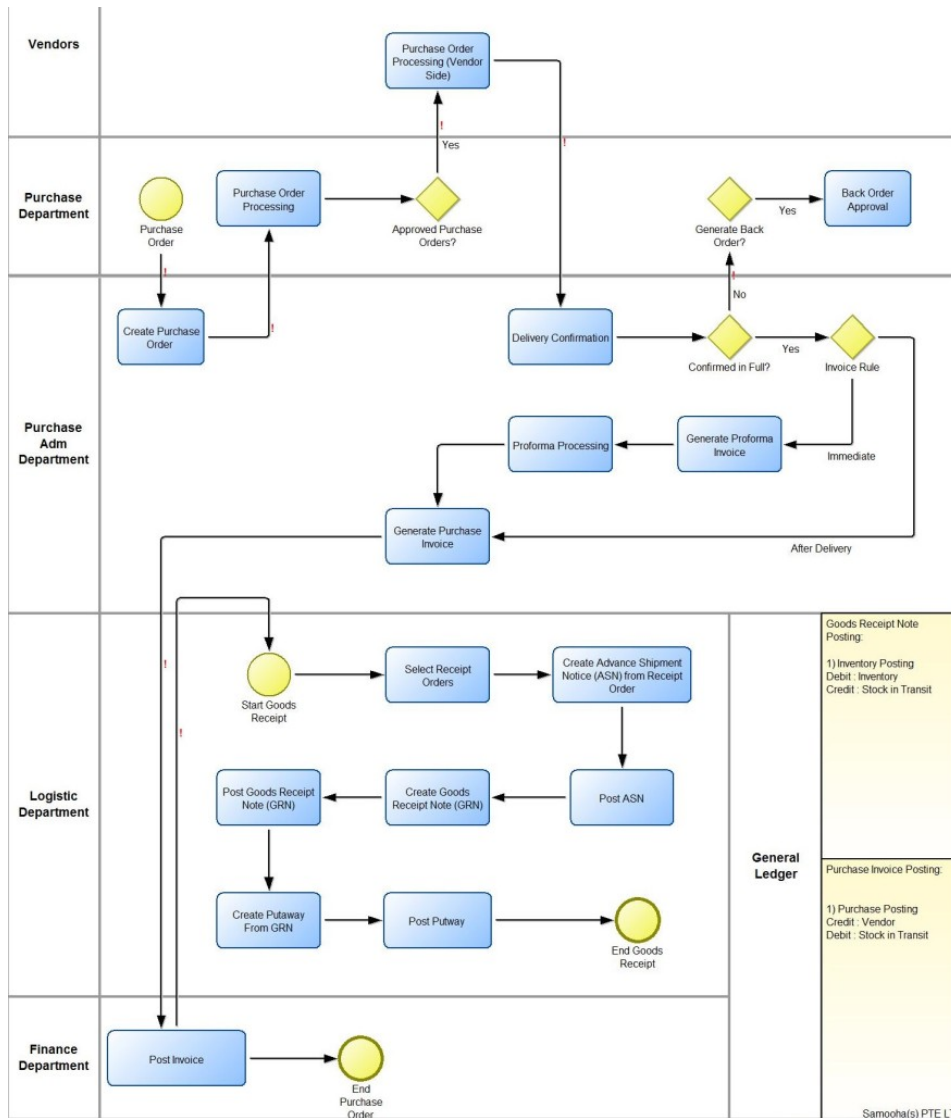 Vendors
Purchase Order
Processing (Vendor
Side)
Yes
Purchase
Department
Purchase Order
Purchase Order
Processing
Approved Purchase
Orders?
Generate Back
Order?
Yes
Back Order
Approval
No
Create Purchase
Order
Delivery Confirmation
Confirmed in Full?
Yes
Invoice Rule
Purchase
Adm
Department
Proforma Processing
Generate Proforma
Invoice
Immediate
Generate Purchase
Invoice
After Delivery
Start Goods
Receipt
Select Receipt
Orders
Create Advance Shipment
Notice (ASN) from Receipt
Order
Logistic
Department
Post Goods Receipt
Note (GRN)
Create Goods
Receipt Note (GRN)
Post ASN
Create Putaway
From GRN
Post Putway
End Goods
Receipt
General
Ledger
Goods Receipt Note
Posting:
1) Inventory Posting
Debit : Inventory
Credit : Stock in Transit
Purchase Invoice Posting:
1) Purchase Posting
Credit : Vendor
Debit : Stock in Transit
Finance
Department
Post Invoice
End
Purchase
Order
Samooha(s) PTE